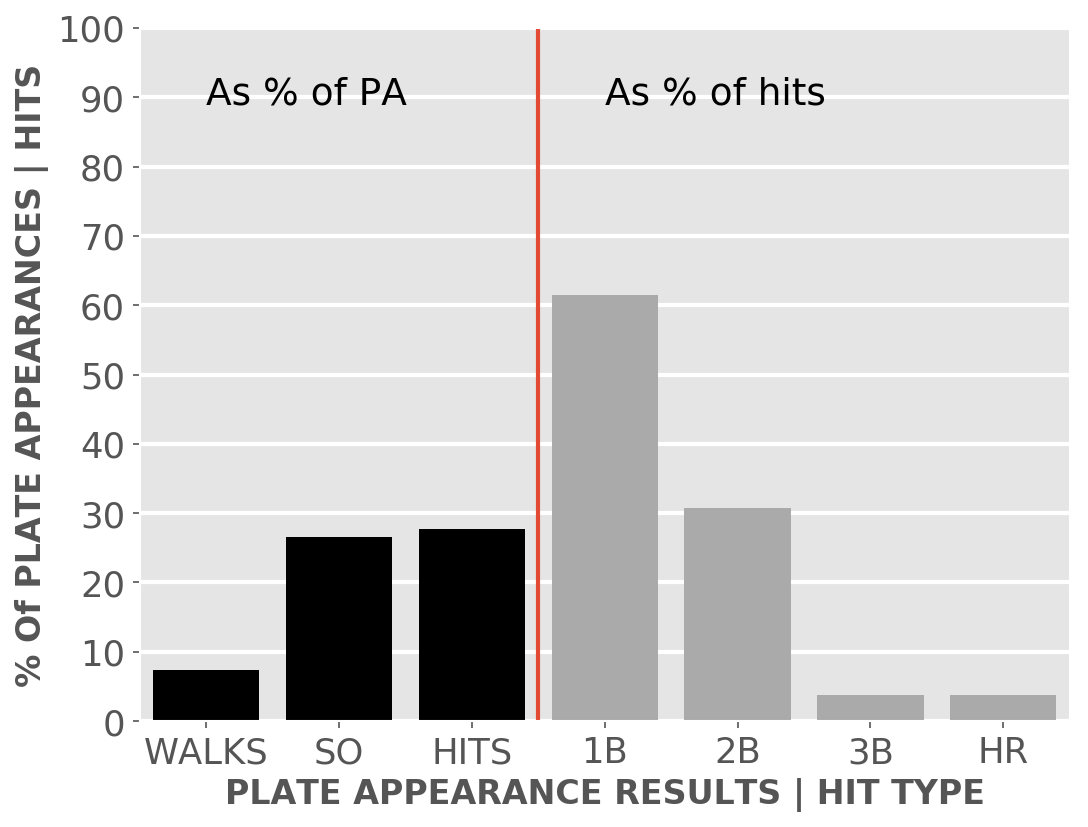 % Of PLATE APPEARANCES | HITS
100
90
80
70
60
50
40
30
20
10
0
As % of PA
As % of hits
WALKS SO HITS 1B 2B 3B HR
PLATE APPEARANCE RESULTS | HIT TYPE